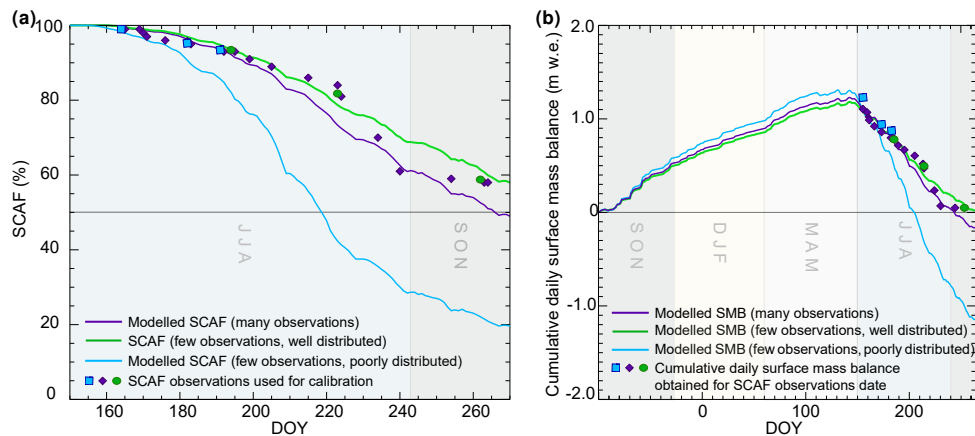 (a)
100
80
60
40
20
0
SCAF (%)
160
180
200
220
240
260
DOY
JJA
SON
Modelled SCAF (many observations)
SCAF (few observations, well distributed)
Modelled SCAF (few observations, poorly distributed)
SCAF observations used for calibration
(b)
2.0
1.0
0
-1.0
-2.0
Cumulative daily surface mass balance (m w.e.)
0
100
200
DOY
SON
DJF
MAM
JJA
Modelled SMB (many observations)
Modelled SMB (few observations, well distributed)
Modelled SMB (few observations, poorly distributed)
Cumulative daily surface mass balance
obtained for SCAF observations date